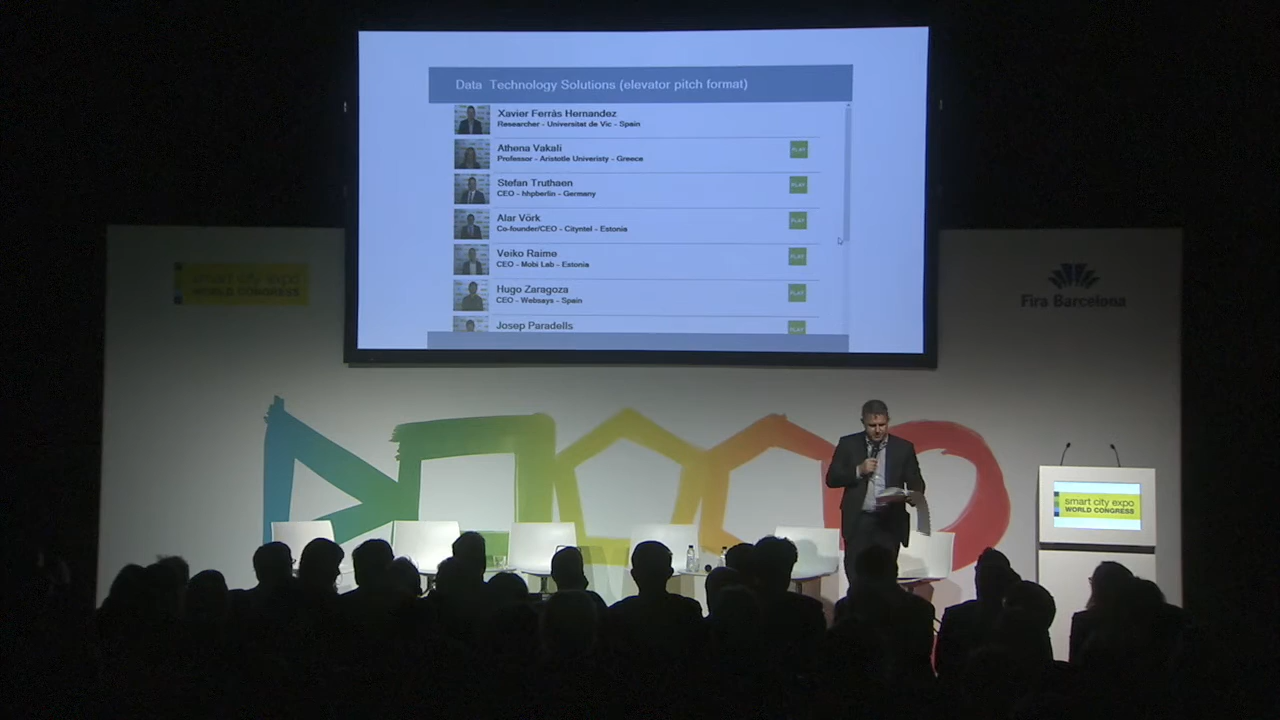 Data Technology Solutions (elevator pitch format)
Xavier Ferràs Hernandez
Researcher - Universitat de Vic - Spain
Athena Vakali
Professor - Aristotle Univeristy - Greece
PLAY
Stefan Truthaen
CEO - hhpberlin - Germany
PLAY
Alar Võrk
Co-founder/CEO - Cityntel - Estonia
PLAY
Veiko Raime
CEO - Mobi Lab - Estonia
PLAY
Hugo Zaragoza
CEO - Websays - Spain
PLAY
Josep Paradells
PLAY
smart city expo
WORLD CONGRESS
Fira Barcelona
smart city expo
WORLD CONGRESS